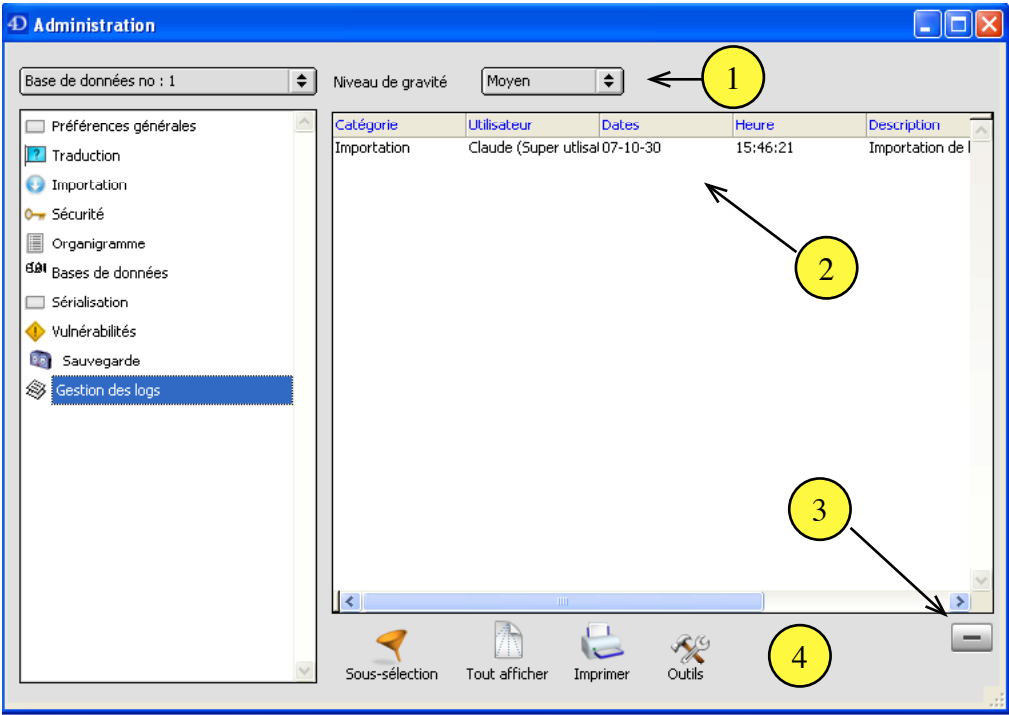 4D Administration
Base de données no : 1
Niveau de gravité
Moyen
1
Préférences générales
Traduction
Importation
Sécurité
Organigramme
Bases de données
Sérialisation
Vulnérabilités
Sauvegarde
Gestion des logs
Catégorie Utilisateur Dates Heure Description
Importation Claude (Super utlisal 07-10-30 15:46:21 Importation de l
2
3
4
Sous-sélection Tout afficher Imprimer Outils